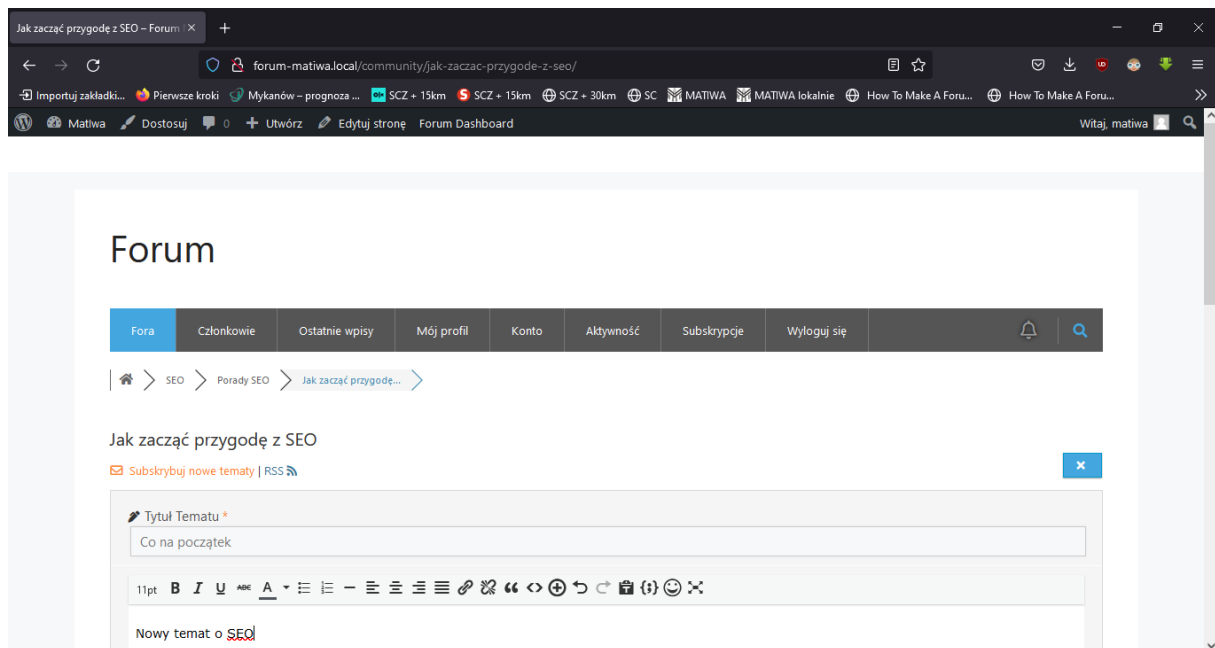 Jak zacząć przygodę z SEO – Forum
forum-matiwa.local/community/jak-zaczac-przygode-z-seo/
Importuj zakładki... Pierwsze kroki Mykanów – prognoza ... SCZ + 15km SCZ + 15km SCZ + 30km SC MATIWA MATIWA lokalnie How To Make A Foru... How To Make A Foru...
Matiwa Dostosuj 0 Utwórz Edytuj stronę Forum Dashboard Witaj, matiwa
Forum
Fora Członkowie Ostatnie wpisy Mój profil Konto Aktywność Subskrypcje Wyloguj się
SEO Porady SEO Jak zacząć przygodę...
Jak zacząć przygodę z SEO
Subskrybuj nowe tematy | RSS
Tytuł Tematu *
Co na początek
11pt B I U ABC A
Nowy temat o SEO